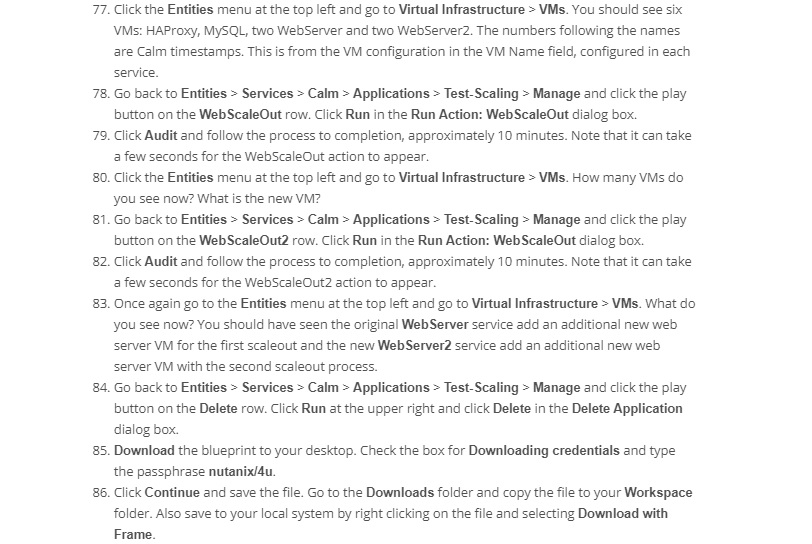 77. Click the Entities menu at the top left and go to Virtual Infrastructure > VMs. You should see six
VMs: HAProxy, MySQL, two WebServer and two WebServer2. The numbers following the names
are Calm timestamps. This is from the VM configuration in the VM Name field, configured in each
service.
78. Go back to Entities > Services > Calm > Applications > Test-Scaling > Manage and click the play
button on the WebScaleOut row. Click Run in the Run Action: WebScaleOut dialog box.
79. Click Audit and follow the process to completion, approximately 10 minutes. Note that it can take
a few seconds for the WebScaleOut action to appear.
80. Click the Entities menu at the top left and go to Virtual Infrastructure > VMs. How many VMs do
you see now? What is the new VM?
81. Go back to Entities > Services > Calm > Applications > Test-Scaling > Manage and click the play
button on the WebScaleOut2 row. Click Run in the Run Action: WebScaleOut dialog box.
82. Click Audit and follow the process to completion, approximately 10 minutes. Note that it can take
a few seconds for the WebScaleOut2 action to appear.
83. Once again go to the Entities menu at the top left and go to Virtual Infrastructure > VMs. What do
you see now? You should have seen the original WebServer service add an additional new web
server VM for the first scaleout and the new WebServer2 service add an additional new web
server VM with the second scaleout process.
84. Go back to Entities > Services > Calm > Applications > Test-Scaling > Manage and click the play
button on the Delete row. Click Run at the upper right and click Delete in the Delete Application
dialog box.
85. Download the blueprint to your desktop. Check the box for Downloading credentials and type
the passphrase nutanix/4u.
86. Click Continue and save the file. Go to the Downloads folder and copy the file to your Workspace
folder. Also save to your local system by right clicking on the file and selecting Download with
Frame.